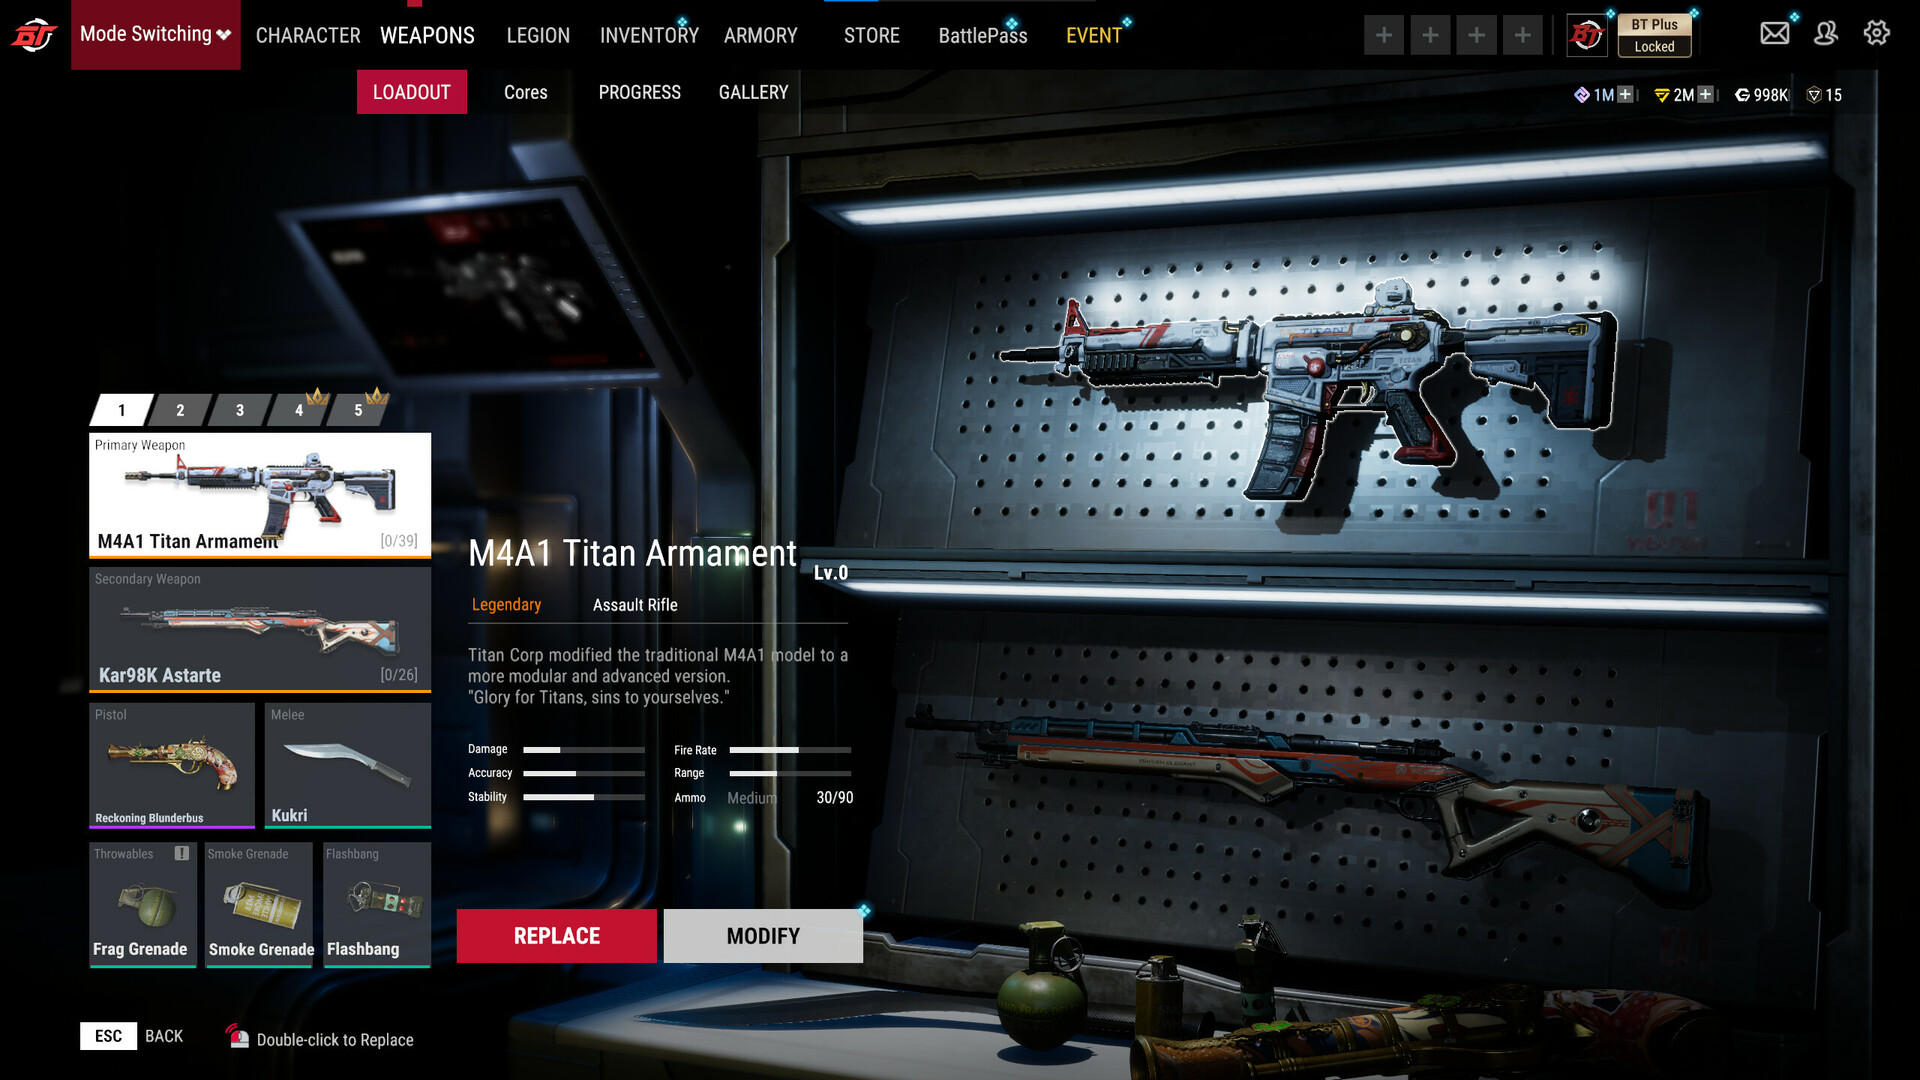 Mode Switching
CHARACTER
WEAPONS
LEGION
INVENTORY
ARMORY
STORE
BattlePass
EVENT
BT
BT Plus
Locked
LOADOUT
Cores
PROGRESS
GALLERY
1M
2M
998K
15
1
2
3
4
5
Primary Weapon
M4A1 Titan Armament
[0/39]
Secondary Weapon
Kar98K Astarte
[0/26]
Pistol
Reckoning Blunderbus
Melee
Kukri
Throwables
Frag Grenade
Smoke Grenade
Smoke Grenade
Flashbang
Flashbang
M4A1 Titan Armament
Lv.0
Legendary
Assault Rifle
Titan Corp modified the traditional M4A1 model to a
more modular and advanced version.
"Glory for Titans, sins to yourselves."
Damage
Fire Rate
Accuracy
Range
Stability
Ammo Medium 30/90
REPLACE
MODIFY
ESC BACK
Double-click to Replace
TITAN
01
WEAPON